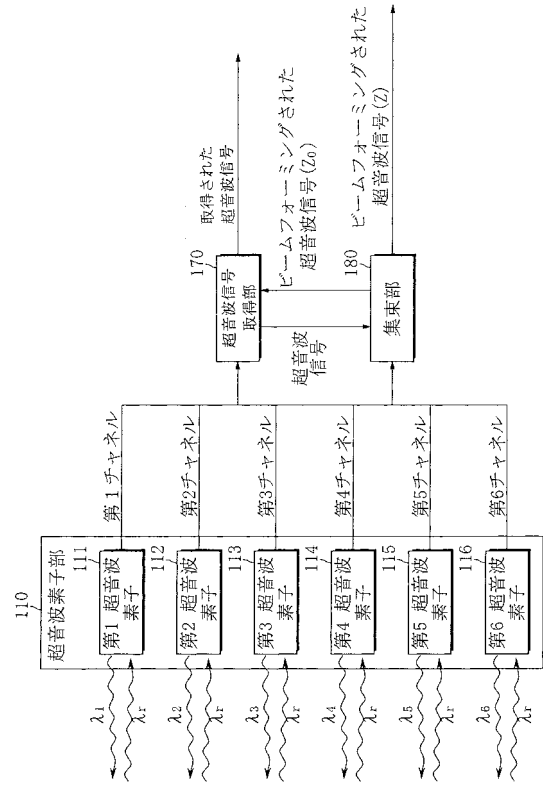 110
超音波素子部
111
第1 超音波
素子
112
第2 超音波
素子
113
第3 超音波
素子
114
第4 超音波
素子
115
第5 超音波
素子
116
第6 超音波
素子
λ1
λr
λ2
λr
λ3
λr
λ4
λr
λ5
λr
λ6
λr
第1チャネル
第2チャネル
第3チャネル
第4チャネル
第5チャネル
第6チャネル
170
超音波信号
取得部
超音波
信号
180
集束部
取得された
超音波信号
ビームフォーミングされた
超音波信号(Z0)
ビームフォーミングされた
超音波信号(Z)